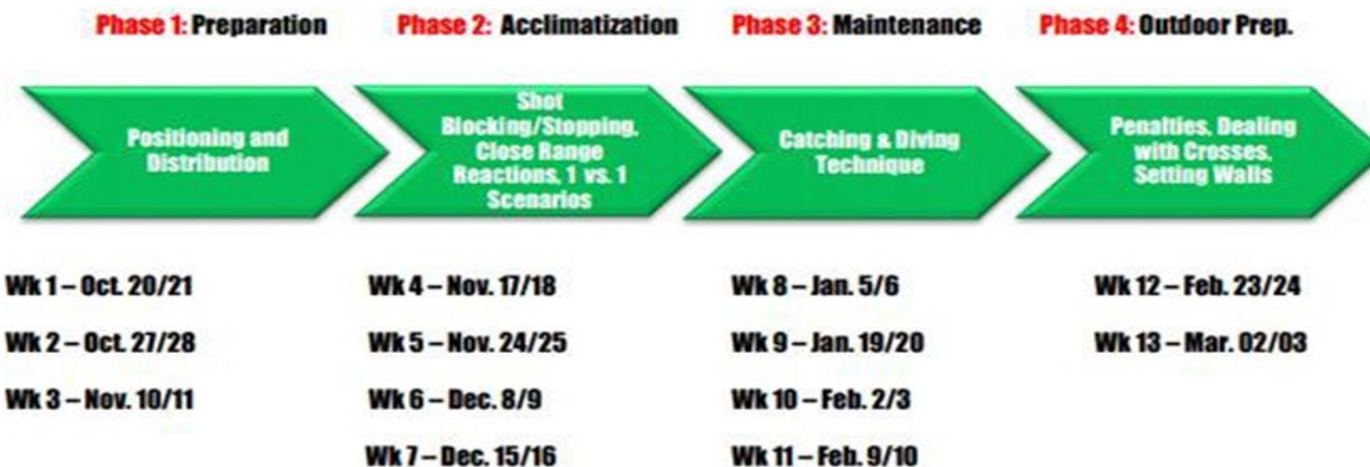 Phase 1: Preparation
Phase 2: Acclimatization
Phase 3: Maintenance
Phase 4: Outdoor Prep.
Positioning and
Distribution
Shot
Blocking/Stopping,
Close Range
Reactions, 1 vs. 1
Scenarios
Catching & Diving
Technique
Penalties, Dealing
with Crosses,
Setting Walls
Wk 1 – Oct. 20/21
Wk 2 – Oct. 27/28
Wk 3 – Nov. 10/11
Wk 4 – Nov. 17/18
Wk 5 – Nov. 24/25
Wk 6 – Dec. 8/9
Wk 7 – Dec. 15/16
Wk 8 – Jan. 5/6
Wk 9 – Jan. 19/20
Wk 10 – Feb. 2/3
Wk 11 – Feb. 9/10
Wk 12 – Feb. 23/24
Wk 13 – Mar. 02/03